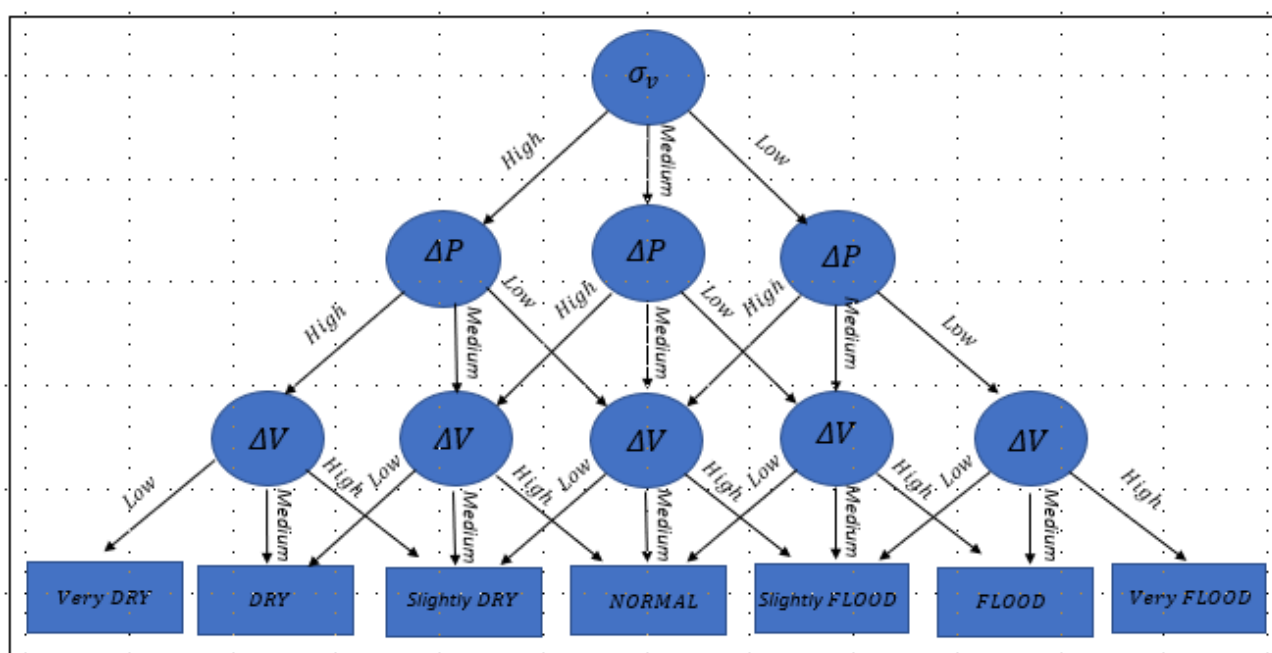 σᵥ
High
Medium
Low
ΔP
ΔP
ΔP
High
Medium
Low
High
Medium
Low
High
Medium
Low
ΔV
ΔV
ΔV
ΔV
ΔV
Low
Medium
High
Low
Medium
High
Low
Medium
High
Low
Medium
High
Low
Medium
High
Very DRY
DRY
Slightly DRY
NORMAL
Slightly FLOOD
FLOOD
Very FLOOD